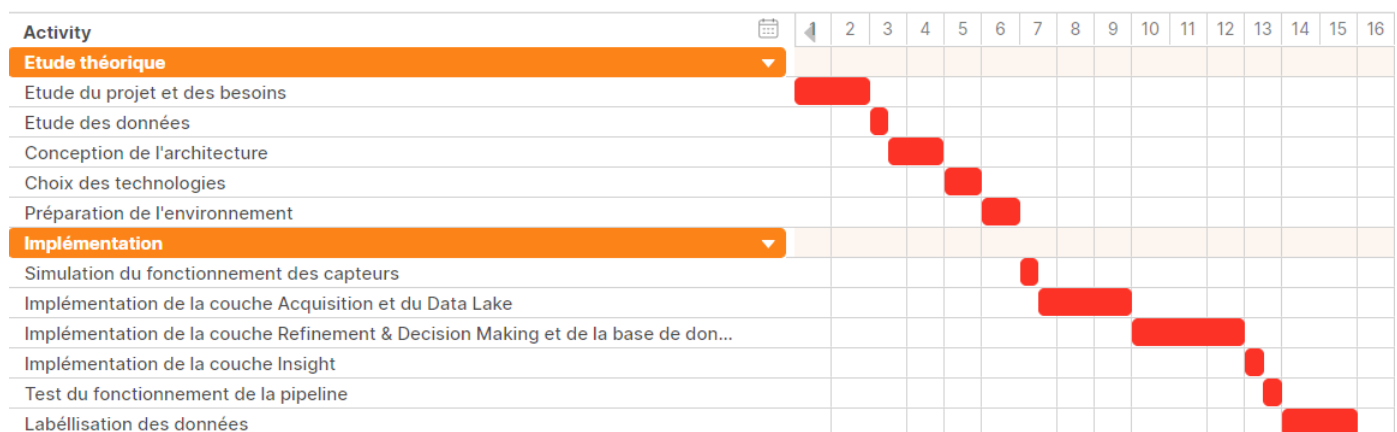 Activity 1 2 3 4 5 6 7 8 9 10 11 12 13 14 15 16
Etude théorique
Etude du projet et des besoins
Etude des données
Conception de l'architecture
Choix des technologies
Préparation de l'environnement
Implémentation
Simulation du fonctionnement des capteurs
Implémentation de la couche Acquisition et du Data Lake
Implémentation de la couche Refinement & Decision Making et de la base de don...
Implémentation de la couche Insight
Test du fonctionnement de la pipeline
Labéllisation des données